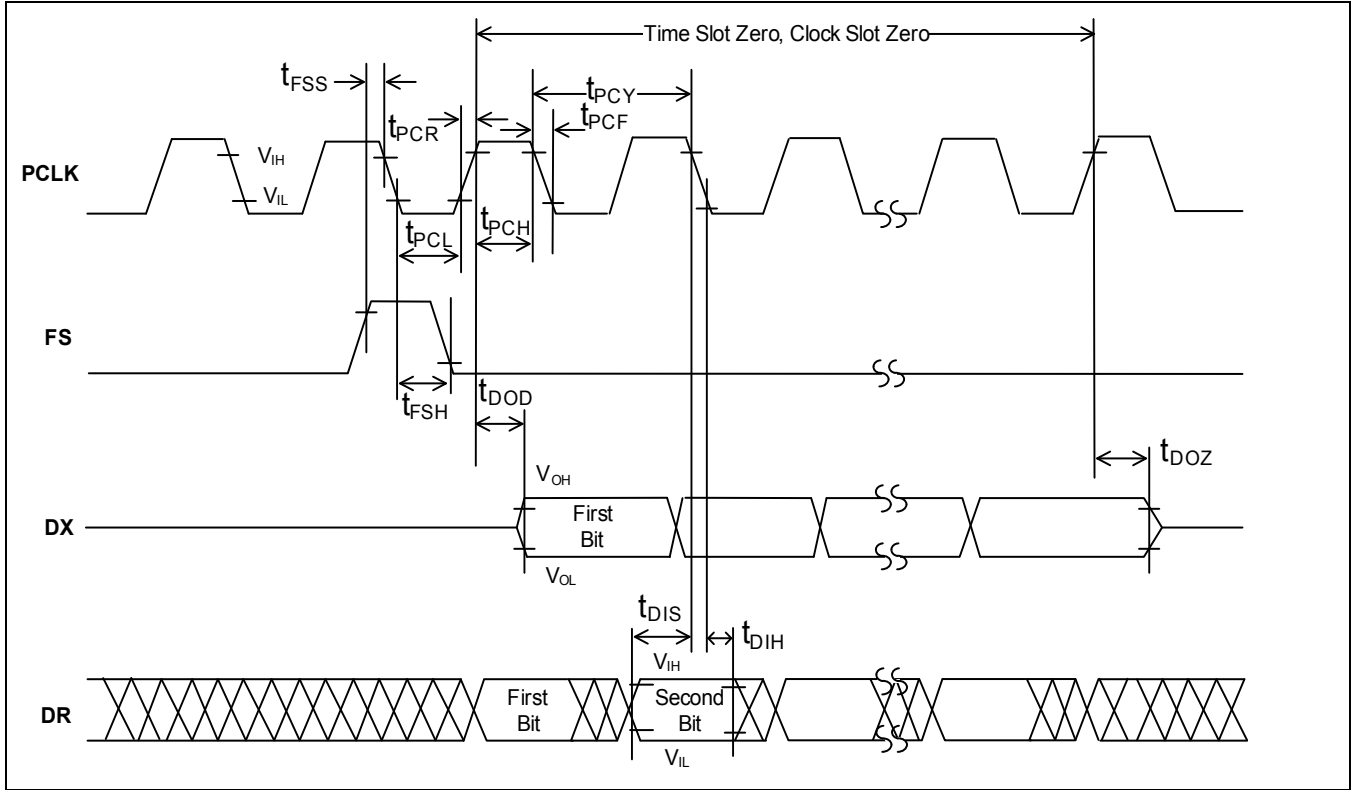 Time Slot Zero, Clock Slot Zero
tFSS
tPCY
tPCR
tPCF
VIH
PCLK
VIL
tPCH
tPCL
FS
tDOD
tFSH
tDOZ
VOH
DX
First
Bit
VOL
tDIS
tDIH
VIH
DR
First
Bit
Second
Bit
VIL